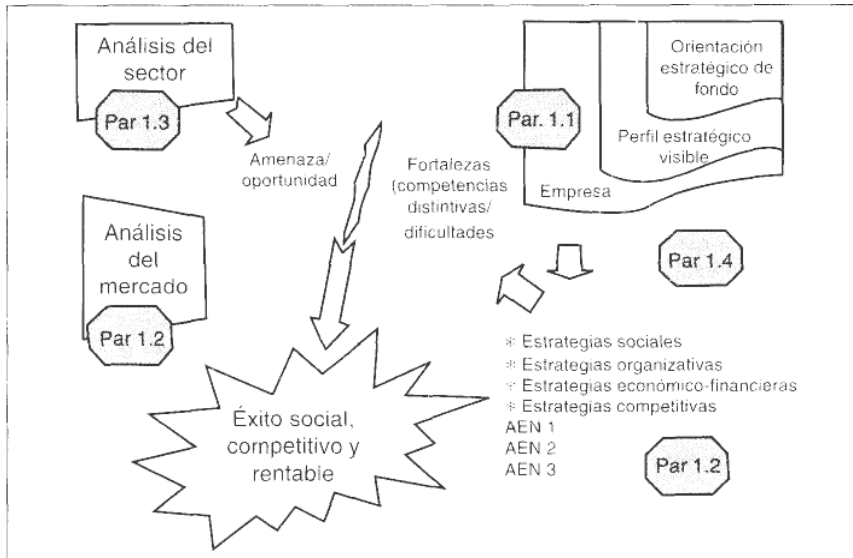 Análisis del
sector
Par 1.3
Amenaza/
oportunidad
Análisis
del
mercado
Par 1.2
Fortalezas
(competencias
distintivas/
dificultades
Orientación
estratégico de
fondo
Par. 1.1
Perfil estratégico
visible
Empresa
Par 1.4
* Estrategias sociales
* Estrategias organizativas
* Estrategias económico-financieras
* Estrategias competitivas
AEN 1
AEN 2
AEN 3
Par 1.2
Éxito social,
competitivo y
rentable